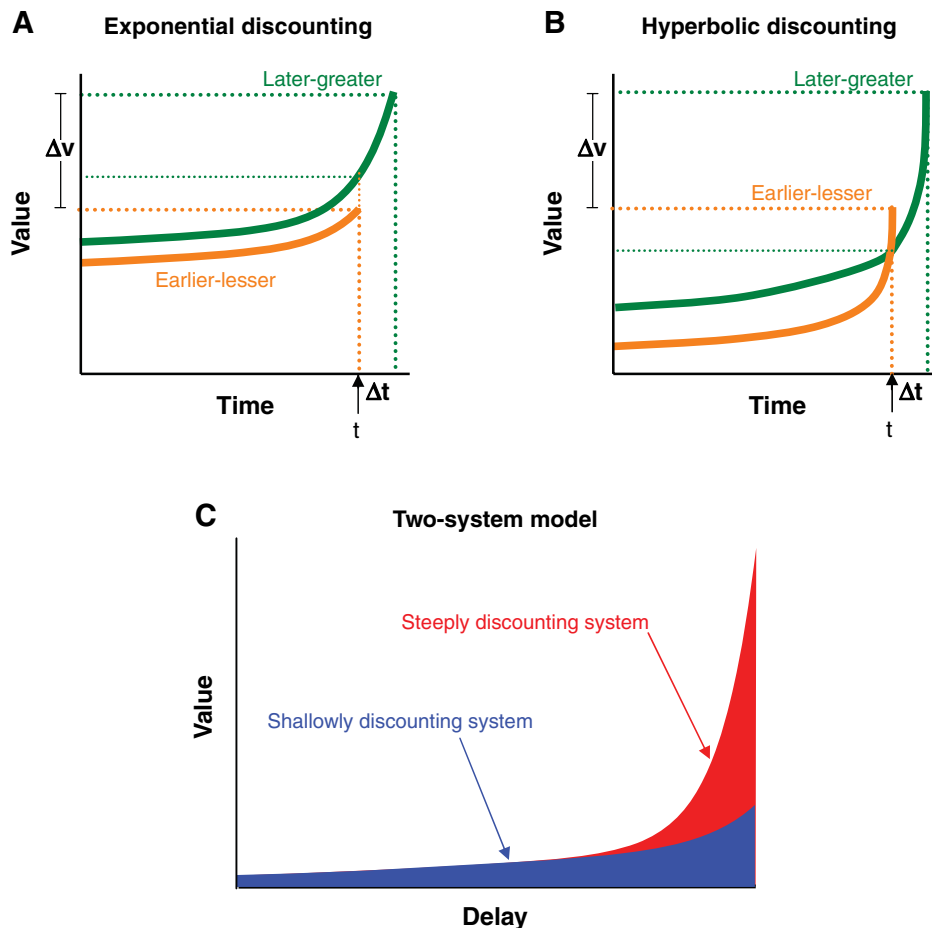 A
Exponential discounting
Later-greater
Δv
Value
Earlier-lesser
Time
Δt
t
B
Hyperbolic discounting
Later-greater
Δv
Earlier-lesser
Value
Time
Δt
t
C
Two-system model
Steeply discounting system
Value
Shallowly discounting system
Delay